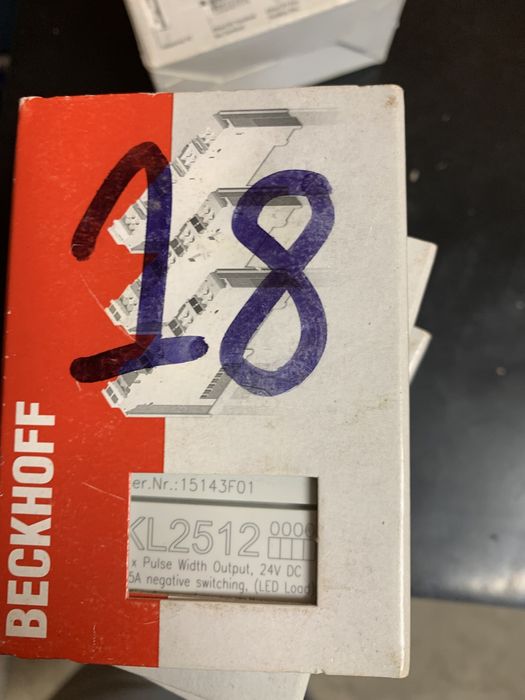 18
BECKHOFF
er.Nr.:15143F01
KL2512 0000
x Pulse Width Output, 24V DC
5A negative switching, (LED Load